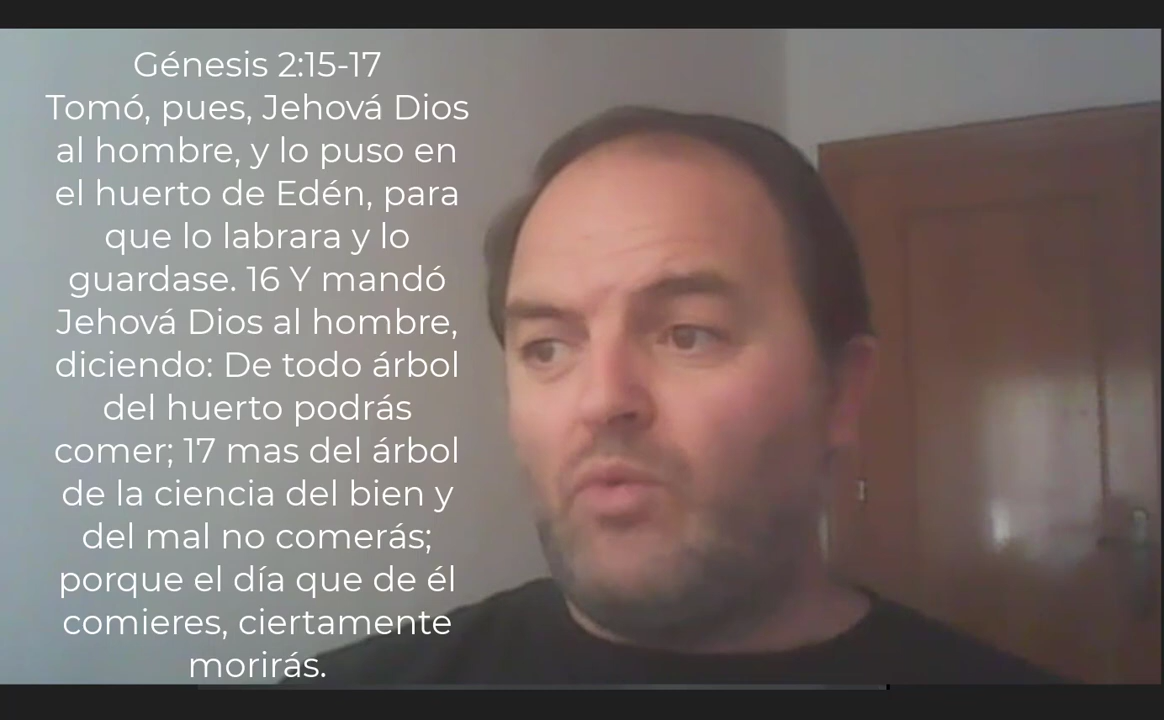 Génesis 2:15-17
Tomó, pues, Jehová Dios
al hombre, y lo puso en
el huerto de Edén, para
que lo labrara y lo
guardase. 16 Y mandó
Jehová Dios al hombre,
diciendo: De todo árbol
del huerto podrás
comer; 17 mas del árbol
de la ciencia del bien y
del mal no comerás;
porque el día que de él
comieres, ciertamente
morirás.